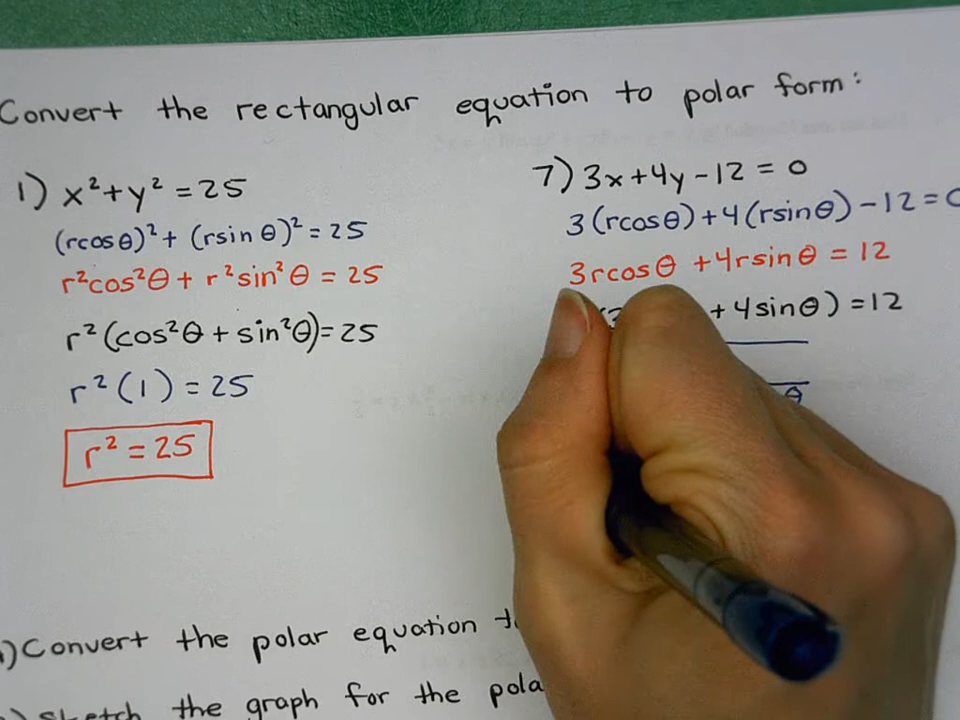 Convert the rectangular equation to polar form:
1) x² + y² = 25
(rcosθ)² + (rsinθ)² = 25
r²cos²θ + r²sin²θ = 25
r²(cos²θ + sin²θ) = 25
r²(1) = 25
r² = 25
7) 3x + 4y - 12 = 0
3(rcosθ) + 4(rsinθ) - 12 = 0
3rcosθ + 4rsinθ = 12
+ 4sinθ) = 12
θ
) Convert the polar equation
) Sketch the graph for the